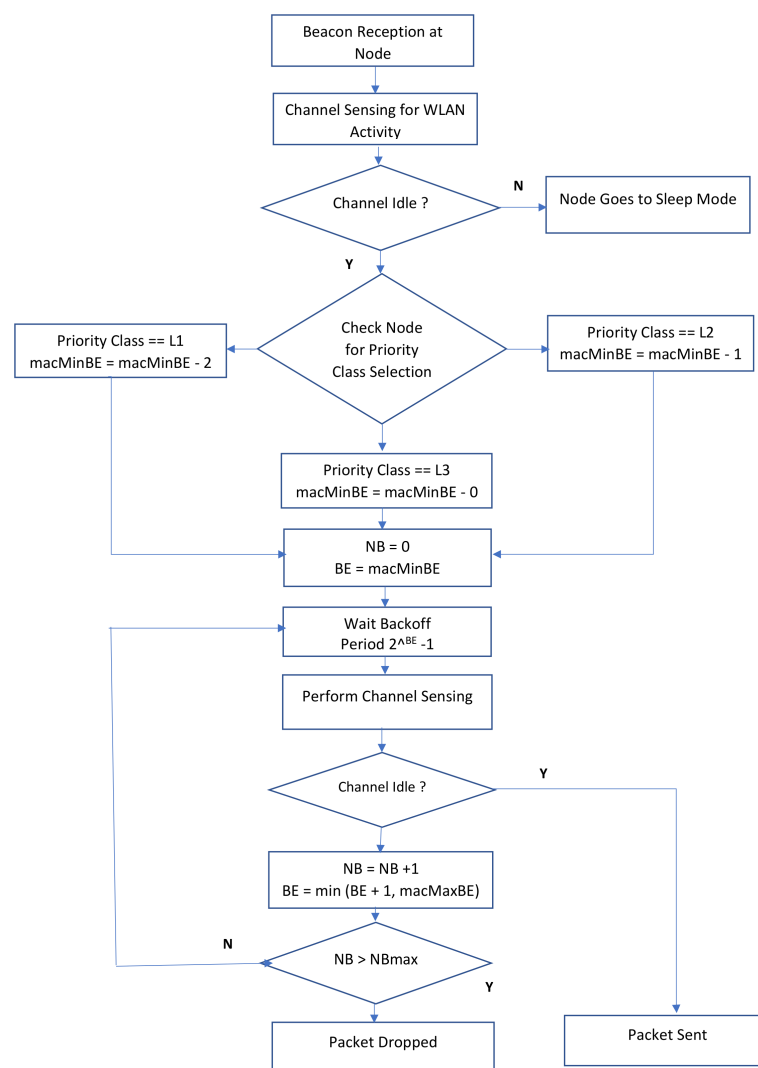 Beacon Reception at
Node
Channel Sensing for WLAN
Activity
Channel Idle ?
N
Node Goes to Sleep Mode
Y
Check Node
for Priority
Class Selection
Priority Class == L1
macMinBE = macMinBE - 2
Priority Class == L2
macMinBE = macMinBE - 1
Priority Class == L3
macMinBE = macMinBE - 0
NB = 0
BE = macMinBE
Wait Backoff
Period 2^ᴮᴱ -1
Perform Channel Sensing
Channel Idle ?
Y
NB = NB +1
BE = min (BE + 1, macMaxBE)
N
NB > NBmax
Y
Packet Dropped
Packet Sent